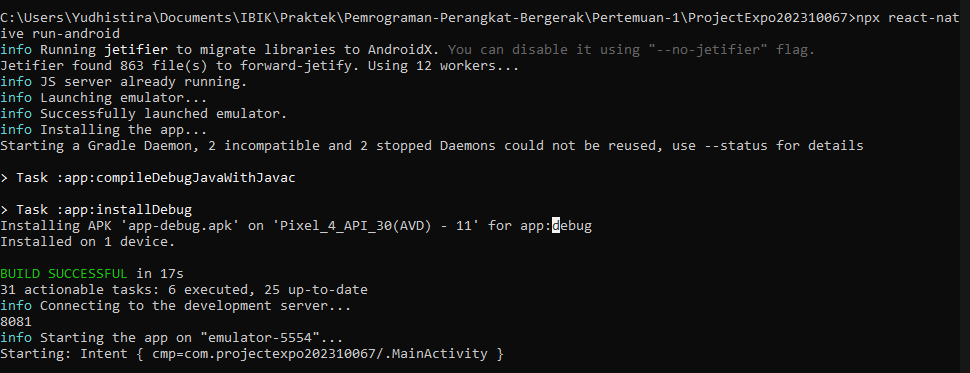 C:\Users\Yudhistira\Documents\IBIK\Praktek\Pemrograman-Perangkat-Bergerak\Pertemuan-1\ProjectExpo202310067>npx react-nat
ive run-android
info Running jetifier to migrate libraries to AndroidX. You can disable it using "--no-jetifier" flag.
Jetifier found 863 file(s) to forward-jetify. Using 12 workers...
info JS server already running.
info Launching emulator...
info Successfully launched emulator.
info Installing the app...
Starting a Gradle Daemon, 2 incompatible and 2 stopped Daemons could not be reused, use --status for details
> Task :app:compileDebugJavaWithJavac
> Task :app:installDebug
Installing APK 'app-debug.apk' on 'Pixel_4_API_30(AVD) - 11' for app:debug
Installed on 1 device.
BUILD SUCCESSFUL in 17s
31 actionable tasks: 6 executed, 25 up-to-date
info Connecting to the development server...
8081
info Starting the app on "emulator-5554"...
Starting: Intent { cmp=com.projectexpo202310067/.MainActivity }